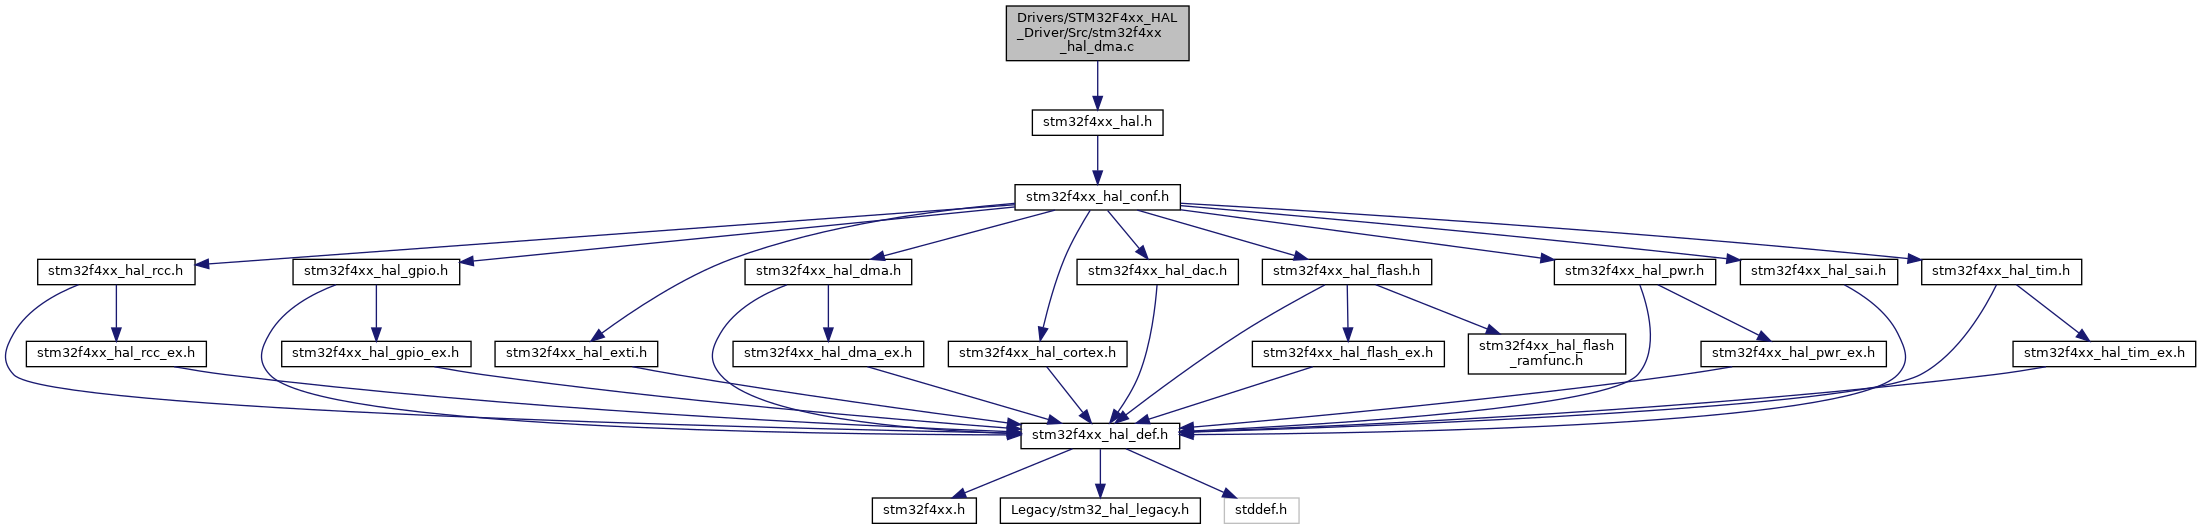 Drivers/STM32F4xx_HAL
_Driver/Src/stm32f4xx
_hal_dma.c
stm32f4xx_hal.h
stm32f4xx_hal_conf.h
stm32f4xx_hal_rcc.h
stm32f4xx_hal_gpio.h
stm32f4xx_hal_dma.h
stm32f4xx_hal_dac.h
stm32f4xx_hal_flash.h
stm32f4xx_hal_pwr.h
stm32f4xx_hal_sai.h
stm32f4xx_hal_tim.h
stm32f4xx_hal_rcc_ex.h
stm32f4xx_hal_gpio_ex.h
stm32f4xx_hal_exti.h
stm32f4xx_hal_dma_ex.h
stm32f4xx_hal_cortex.h
stm32f4xx_hal_flash_ex.h
stm32f4xx_hal_flash
_ramfunc.h
stm32f4xx_hal_pwr_ex.h
stm32f4xx_hal_tim_ex.h
stm32f4xx_hal_def.h
stm32f4xx.h
Legacy/stm32_hal_legacy.h
stddef.h